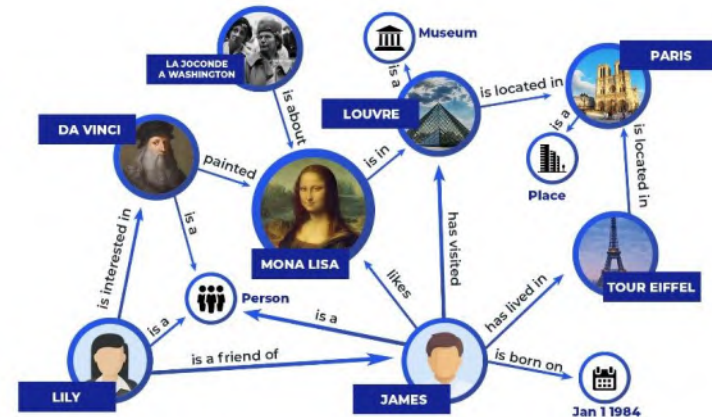 LA JOCONDE
A WASHINGTON
Museum
PARIS
is a
is located in
LOUVRE
DA VINCI
is about
is a
painted
is in
Place
is located in
is interested in
is a
has visited
MONA LISA
TOUR EIFFEL
Person
likes
has lived in
is a
is a
is a friend of
is born on
LILY
JAMES
Jan 1 1984